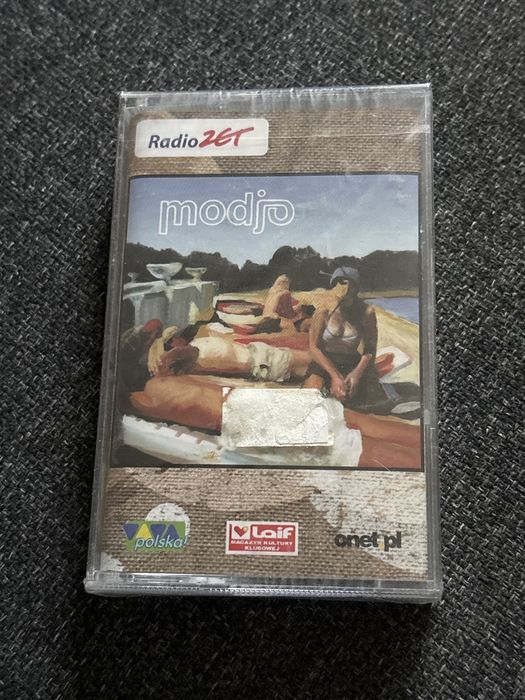 Radio ZET
modjo
VIVA
polska!
Laif
MAGAZYN KULTURY
KLUBOWEJ
onet.pl